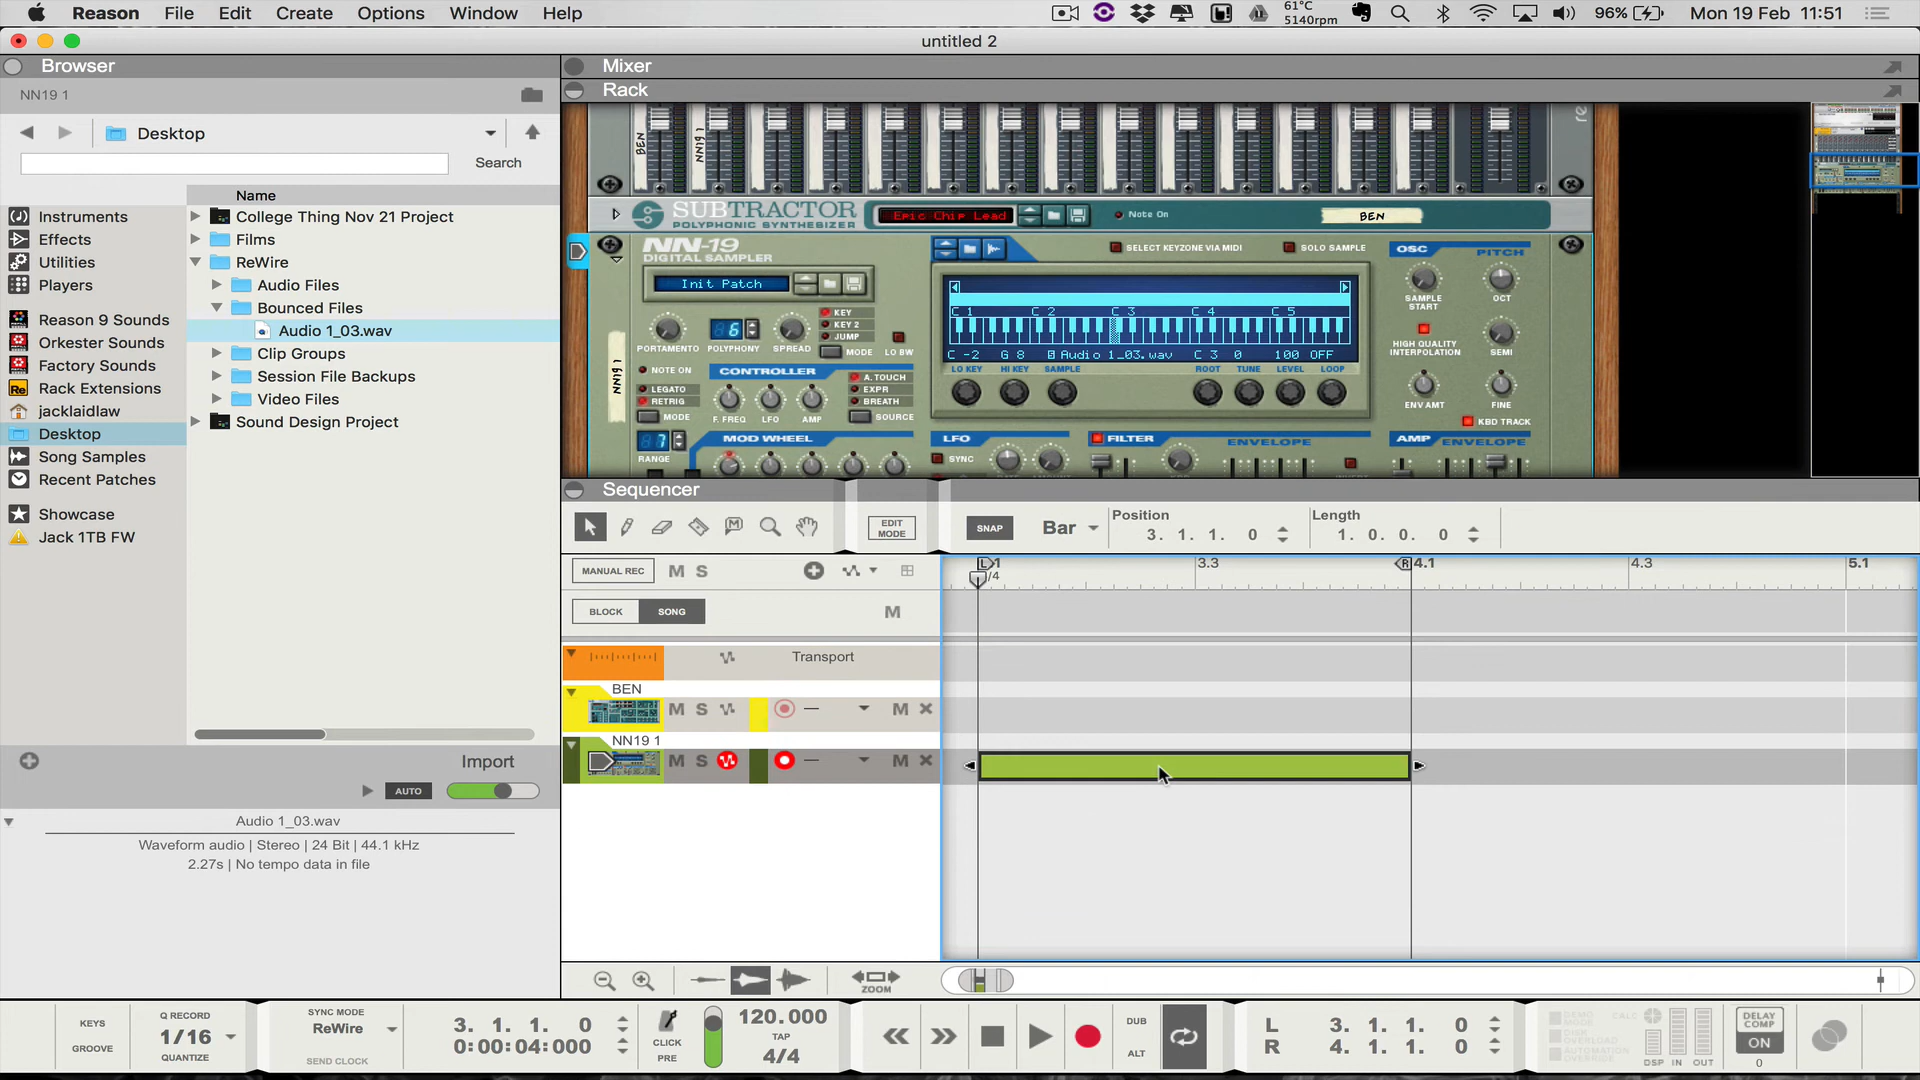 Reason File Edit Create Options Window Help
61°C
5140rpm
96% Mon 19 Feb 11:51
untitled 2
Browser
NN19 1
Desktop
Search
Name
Instruments
Effects
Utilities
Players
Reason 9 Sounds
Orkester Sounds
Factory Sounds
Rack Extensions
jacklaidlaw
Desktop
Song Samples
Recent Patches
Showcase
Jack 1TB FW
College Thing Nov 21 Project
Films
ReWire
Audio Files
Bounced Files
Audio 1_03.wav
Clip Groups
Session File Backups
Video Files
Sound Design Project
Import
AUTO
Audio 1_03.wav
Waveform audio | Stereo | 24 Bit | 44.1 kHz
2.27s | No tempo data in file
Mixer
Rack
BEN
NN19 1
SUBTRACTOR
POLYPHONIC SYNTHESIZER
Epic Chip Lead
Note On
BEN
NN-19
DIGITAL SAMPLER
Init Patch
SELECT KEYZONE VIA MIDI
SOLO SAMPLE
OSC PITCH
SAMPLE START
OCT
HIGH QUALITY INTERPOLATION
SEMI
ENV AMT
FINE
KBD TRACK
C 1 C 2 C 3 C 4 C 5
C -2 G 8 Audio 1_03.wav C 3 0 100 OFF
LO KEY HI KEY SAMPLE ROOT TUNE LEVEL LOOP
PORTAMENTO
6
POLYPHONY
SPREAD
KEY
KEY 2
JUMP
MODE
LO BW
NOTE ON
LEGATO
RETRIG
MODE
CONTROLLER
F. FREQ LFO AMP
A. TOUCH
EXPR
BREATH
SOURCE
NN19 1
7
RANGE
MOD WHEEL
LFO
SYNC
FILTER ENVELOPE
AMP ENVELOPE
Sequencer
EDIT MODE
SNAP
Bar
Position
3. 1. 1. 0
Length
1. 0. 0. 0
MANUAL REC M S
BLOCK SONG M
L
/4
3.3
R 4.1
4.3
5.1
Transport
BEN
M S M
NN19 1
M S M
ZOOM
KEYS
GROOVE
Q RECORD
1/16
QUANTIZE
SYNC MODE
ReWire
SEND CLOCK
3. 1. 1. 0
0:00:04:000
CLICK
PRE
120.000
TAP
4/4
DUB
ALT
L 3. 1. 1. 0
R 4. 1. 1. 0
CALC
DSP IN OUT
DELAY COMP
ON
0